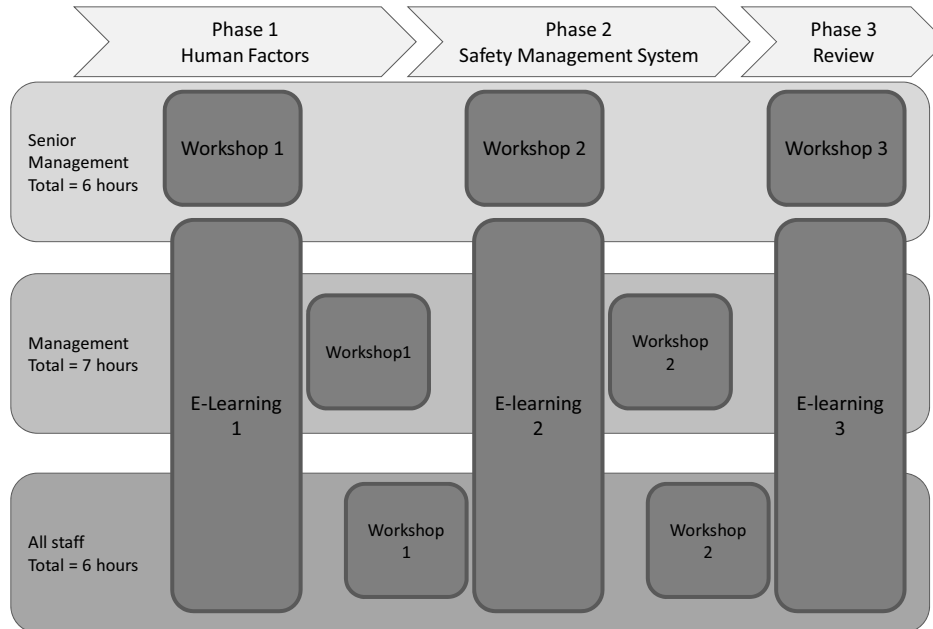 Phase 1
Human Factors
Phase 2
Safety Management System
Phase 3
Review
Senior
Management
Total = 6 hours
Workshop 1
Workshop 2
Workshop 3
Management
Total = 7 hours
Workshop1
Workshop
2
E-Learning
1
E-learning
2
E-learning
3
All staff
Total = 6 hours
Workshop
1
Workshop
2